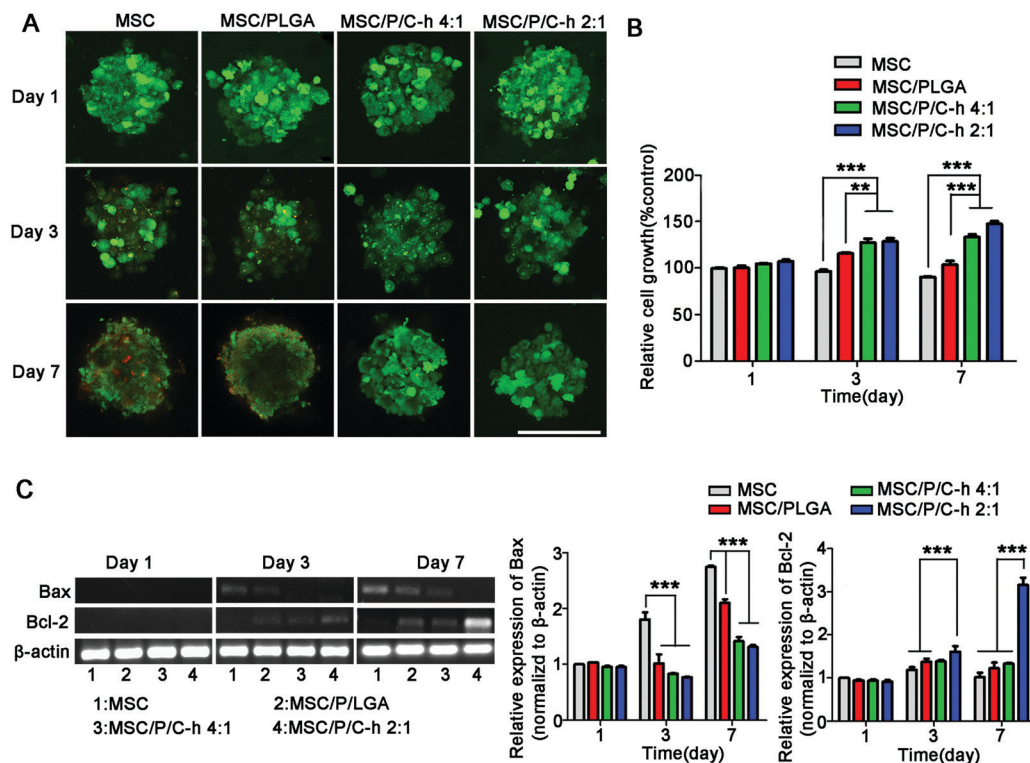 A
MSC MSC/PLGA MSC/P/C-h 4:1 MSC/P/C-h 2:1
Day 1
Day 3
Day 7
B
MSC
MSC/PLGA
MSC/P/C-h 4:1
MSC/P/C-h 2:1
Relative cell growth(%control)
200
150
100
50
0
*** ** *** ***
1 3 7
Time(day)
C
Day 1 Day 3 Day 7
Bax
Bcl-2
β-actin
1 2 3 4 1 2 3 4 1 2 3 4
1:MSC 2:MSC/P/LGA
3:MSC/P/C-h 4:1 4:MSC/P/C-h 2:1
MSC MSC/P/C-h 4:1
MSC/PLGA MSC/P/C-h 2:1
Relative expression of Bax
(normalizd to β-actin)
3
2
1
0
*** ***
1 3 7
Time(day)
Relative expression of Bcl-2
(normalizd to β-actin)
4
3
2
1
0
*** ***
1 3 7
Time(day)